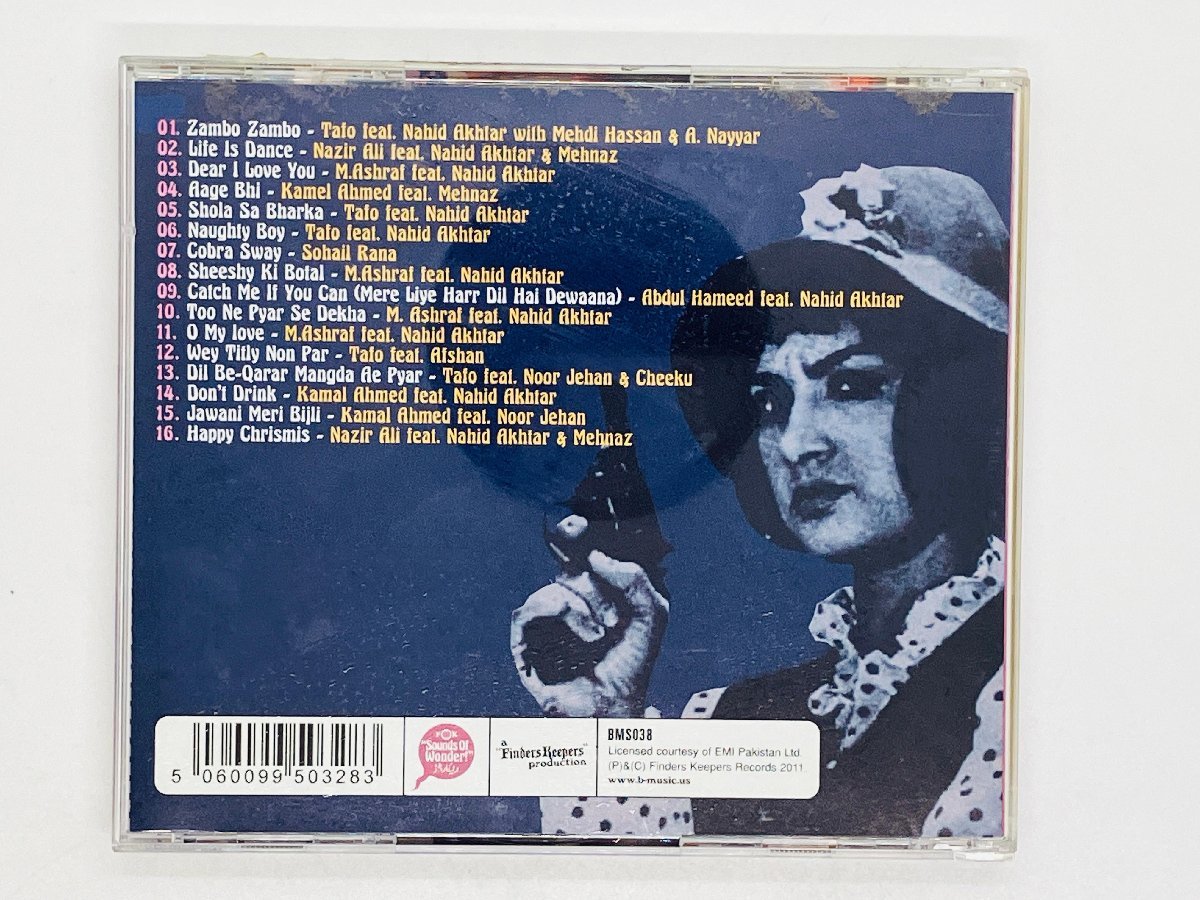 01. Zambo Zambo - Tafo feat. Nahid Akhtar with Mehdi Hassan & A. Nayyar
02. Life Is Dance - Nazir Ali feat. Nahid Akhtar & Mehnaz
03. Dear I Love You - M.Ashraf feat. Nahid Akhtar
04. Aage Bhi - Kamel Ahmed feat. Mehnaz
05. Shola Sa Bharka - Tafo feat. Nahid Akhtar
06. Naughty Boy - Tafo feat. Nahid Akhtar
07. Cobra Sway - Sohail Rana
08. Sheeshy Ki Botal - M.Ashraf feat. Nahid Akhtar
09. Catch Me If You Can (Mere Liye Harr Dil Hai Dewaana) - Abdul Hameed feat. Nahid Akhtar
10. Too Ne Pyar Se Dekha - M. Ashraf feat. Nahid Akhtar
11. O My love - M.Ashraf feat. Nahid Akhtar
12. Wey Titly Non Par - Tafo feat. Afshan
13. Dil Be-Qarar Mangda Ae Pyar - Tafo feat. Noor Jehan & Cheeku
14. Don't Drink - Kamal Ahmed feat. Nahid Akhtar
15. Jawani Meri Bijli - Kamal Ahmed feat. Noor Jehan
16. Happy Chrismis - Nazir Ali feat. Nahid Akhtar & Mehnaz
5 060099 503283
"Sounds Of
Wonder!"
a
"Finders Keepers"
production
BMS038
Licensed courtesy of EMI Pakistan Ltd.
(P)&(C) Finders Keepers Records 2011.
www.b-music.us